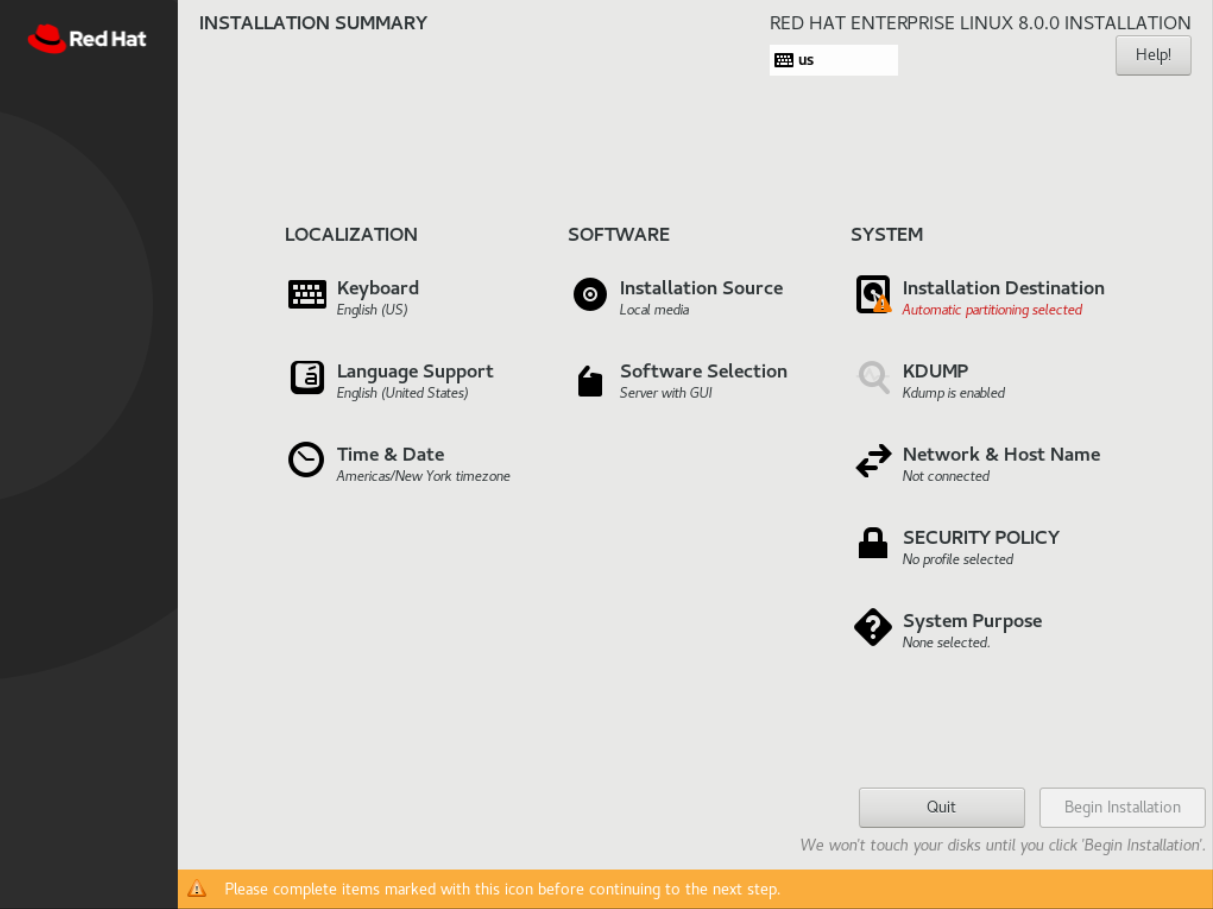 Red Hat
INSTALLATION SUMMARY
RED HAT ENTERPRISE LINUX 8.0.0 INSTALLATION
us
Help!
LOCALIZATION
Keyboard
English (US)
Language Support
English (United States)
Time & Date
Americas/New York timezone
SOFTWARE
Installation Source
Local media
Software Selection
Server with GUI
SYSTEM
Installation Destination
Automatic partitioning selected
KDUMP
Kdump is enabled
Network & Host Name
Not connected
SECURITY POLICY
No profile selected
System Purpose
None selected.
Quit
Begin Installation
We won't touch your disks until you click 'Begin Installation'.
Please complete items marked with this icon before continuing to the next step.